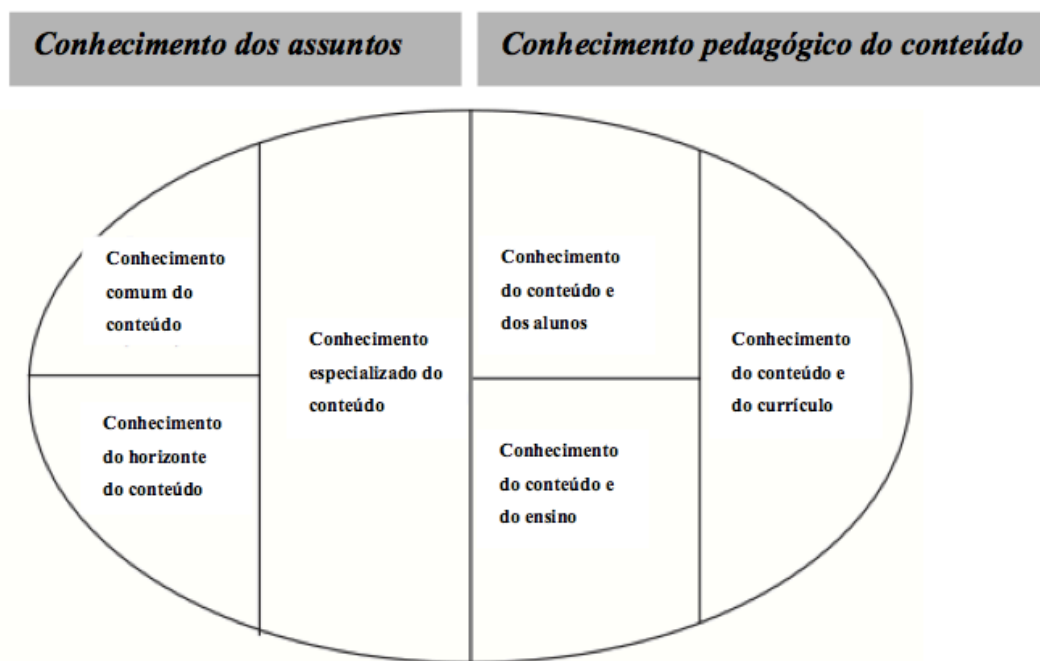 Conhecimento dos assuntos
Conhecimento pedagógico do conteúdo
Conhecimento
comum do
conteúdo
Conhecimento
do horizonte
do conteúdo
Conhecimento
especializado do
conteúdo
Conhecimento
do conteúdo e
dos alunos
Conhecimento
do conteúdo e
do ensino
Conhecimento
do conteúdo e
do currículo